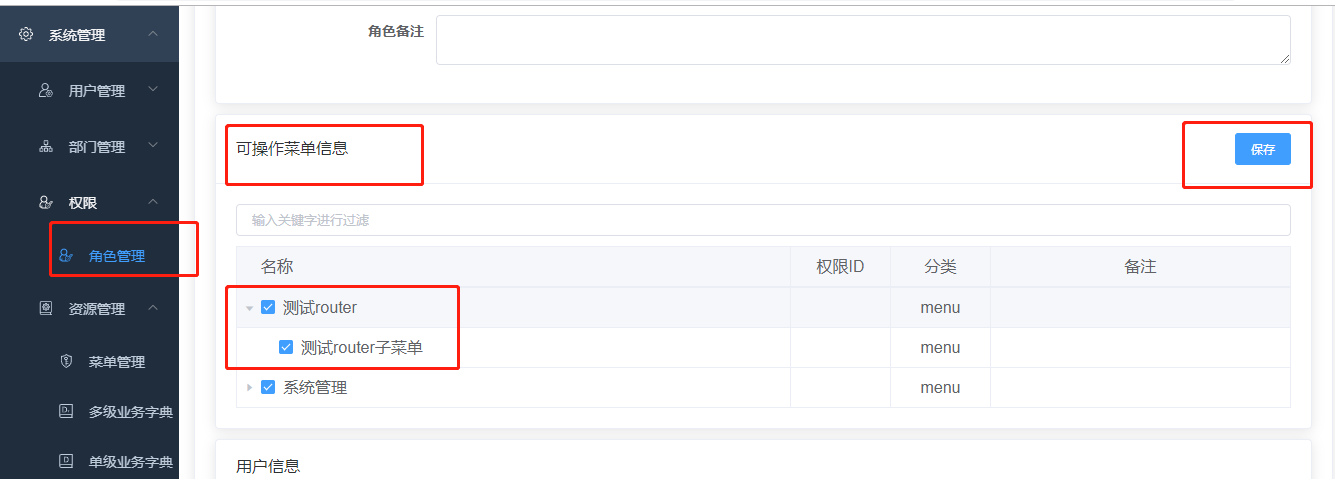 系统管理
用户管理
部门管理
权限
角色管理
资源管理
菜单管理
多级业务字典
单级业务字典
角色备注
可操作菜单信息
保存
输入关键字进行过滤
名称 权限ID 分类 备注
测试router menu
测试router子菜单 menu
系统管理 menu
用户信息